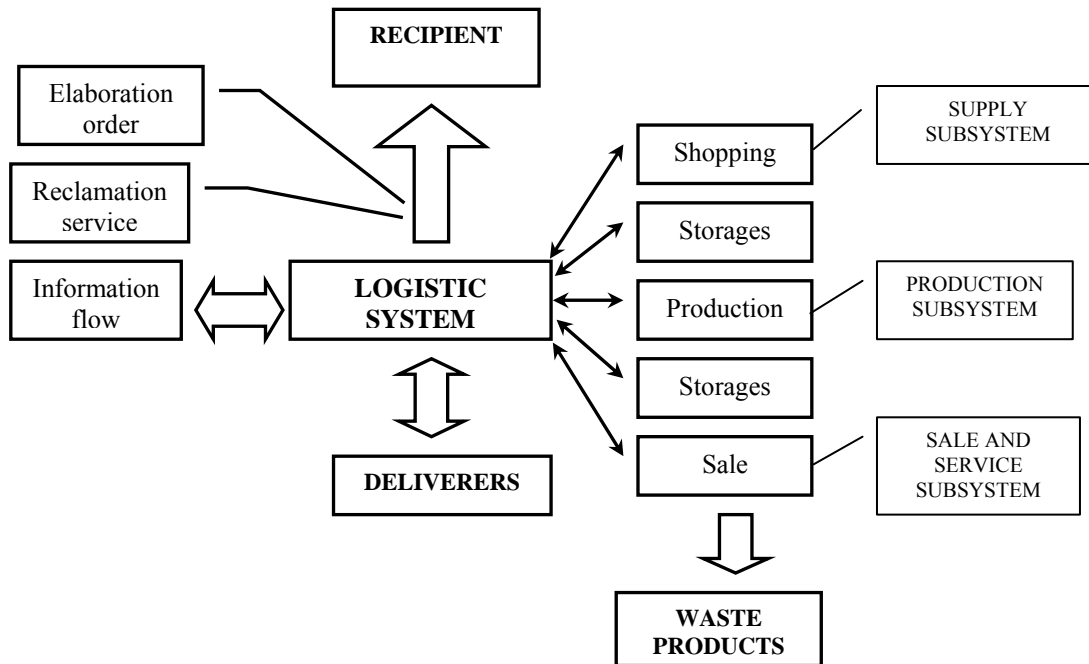 RECIPIENT
Elaboration
order
Reclamation
service
Information
flow
LOGISTIC
SYSTEM
DELIVERERS
Shopping
Storages
Production
Storages
Sale
SUPPLY
SUBSYSTEM
PRODUCTION
SUBSYSTEM
SALE AND
SERVICE
SUBSYSTEM
WASTE
PRODUCTS